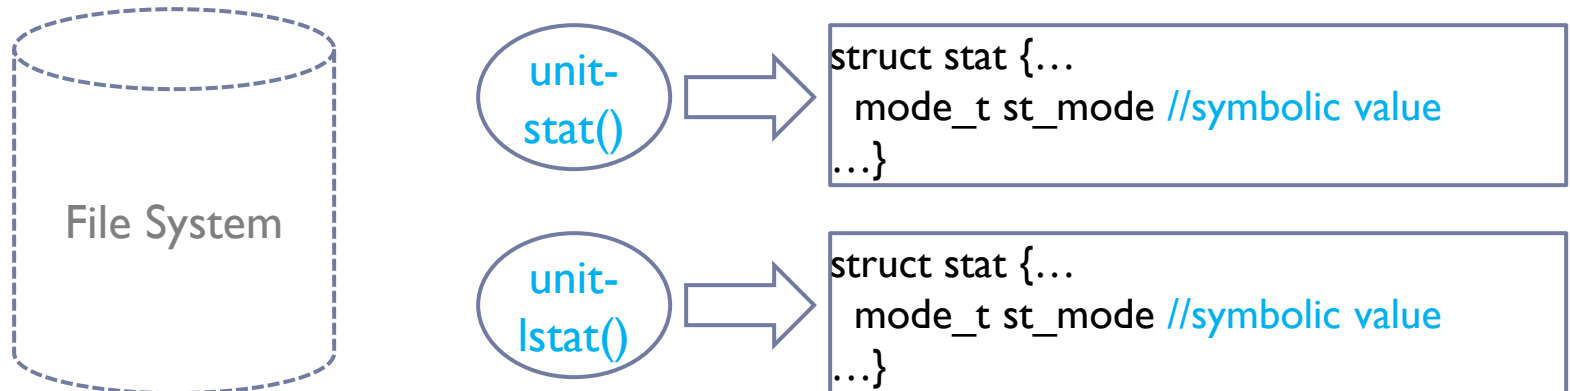 File System
unit-
stat()
struct stat {…
mode_t st_mode //symbolic value
…}
unit-
lstat()
struct stat {…
mode_t st_mode //symbolic value
…}